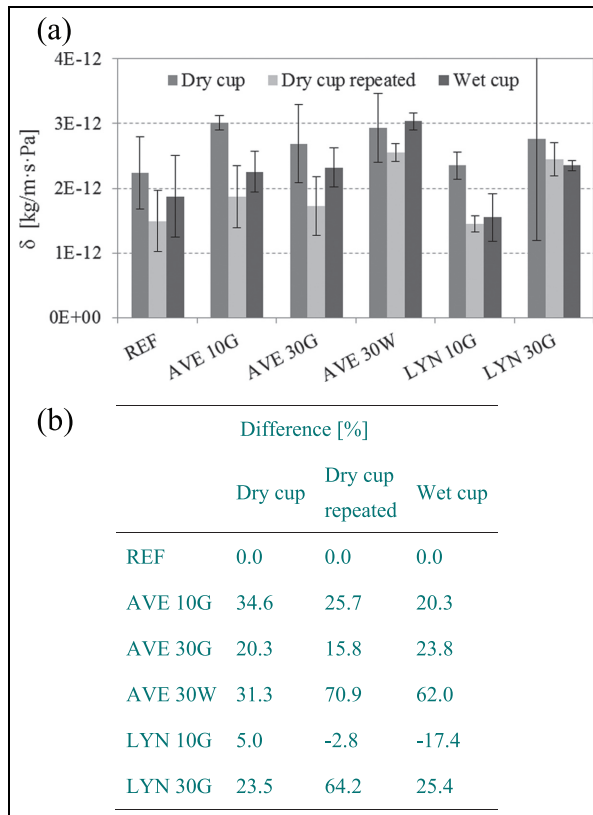 (a)
4E-12
Dry cup Dry cup repeated Wet cup
3E-12
2E-12
1E-12
0E+00
δ [kg/m·s·Pa]
REF AVE 10G AVE 30G AVE 30W LYN 10G LYN 30G
(b)
Difference [%]
Dry cup Dry cup repeated Wet cup
REF 0.0 0.0 0.0
AVE 10G 34.6 25.7 20.3
AVE 30G 20.3 15.8 23.8
AVE 30W 31.3 70.9 62.0
LYN 10G 5.0 -2.8 -17.4
LYN 30G 23.5 64.2 25.4